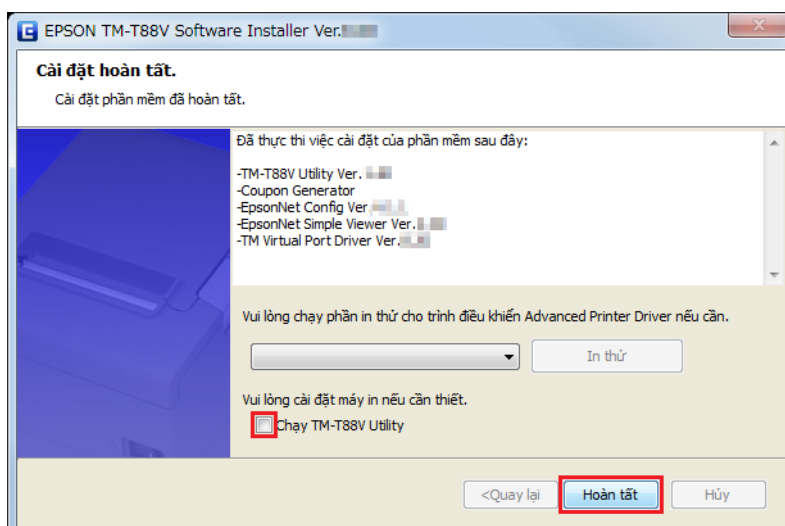 EPSON TM-T88V Software Installer Ver.
Cài đặt hoàn tất.
Cài đặt phần mềm đã hoàn tất.
Đã thực thi việc cài đặt của phần mềm sau đây:
-TM-T88V Utility Ver.
-Coupon Generator
-EpsonNet Config Ver
-EpsonNet Simple Viewer Ver.
-TM Virtual Port Driver Ver.
Vui lòng chạy phần in thử cho trình điều khiển Advanced Printer Driver nếu cần.
In thử
Vui lòng cài đặt máy in nếu cần thiết.
Chạy TM-T88V Utility
<Quay lại
Hoàn tất
Hủy